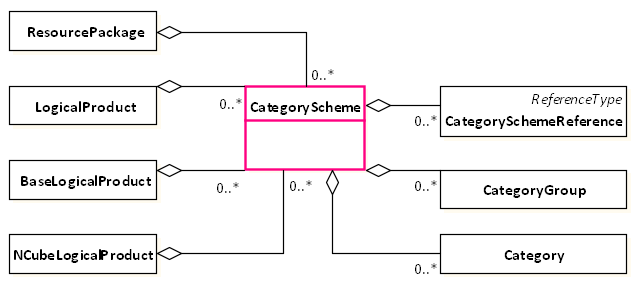 ResourcePackage
0..*
LogicalProduct
0..*
CategoryScheme
ReferenceType
CategorySchemeReference
0..*
BaseLogicalProduct
0..*
0..*
CategoryGroup
0..*
NCubeLogicalProduct
Category
0..*